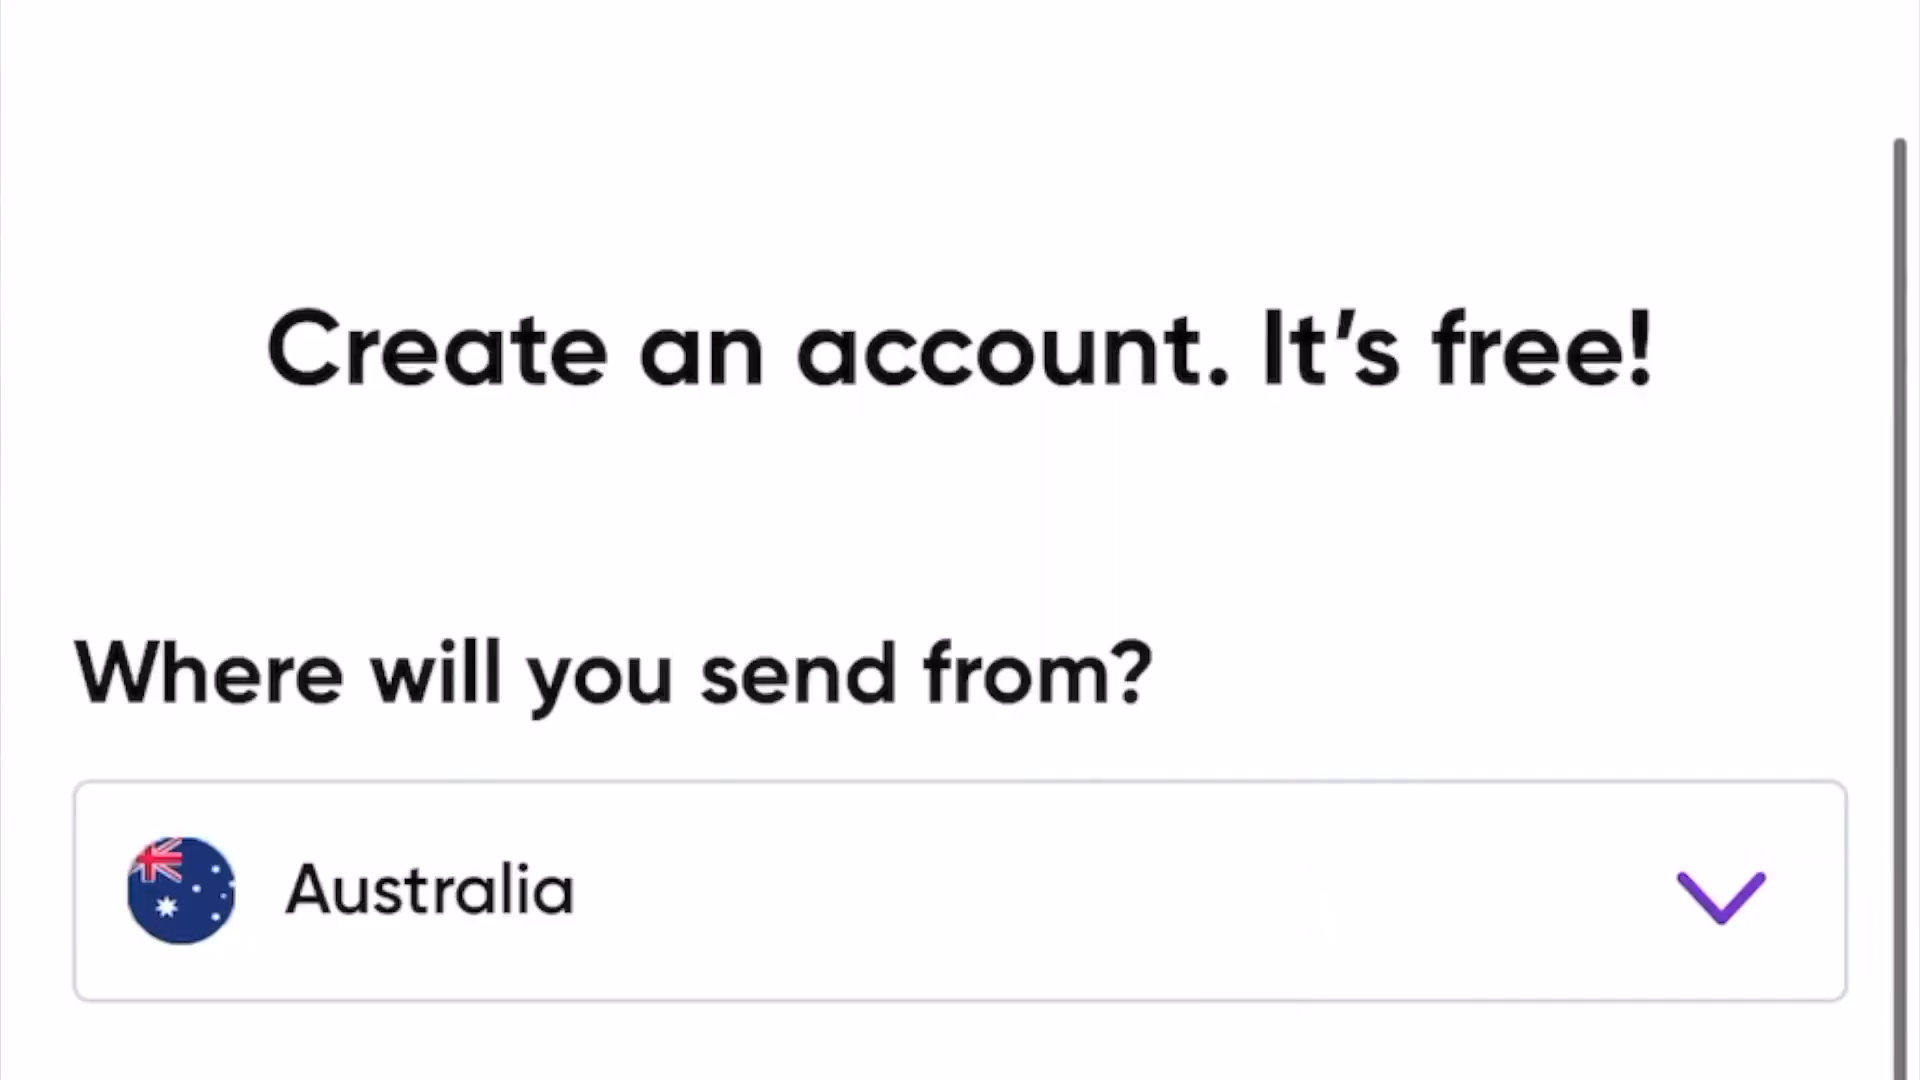 Create an account. It’s free!
Where will you send from?
Australia